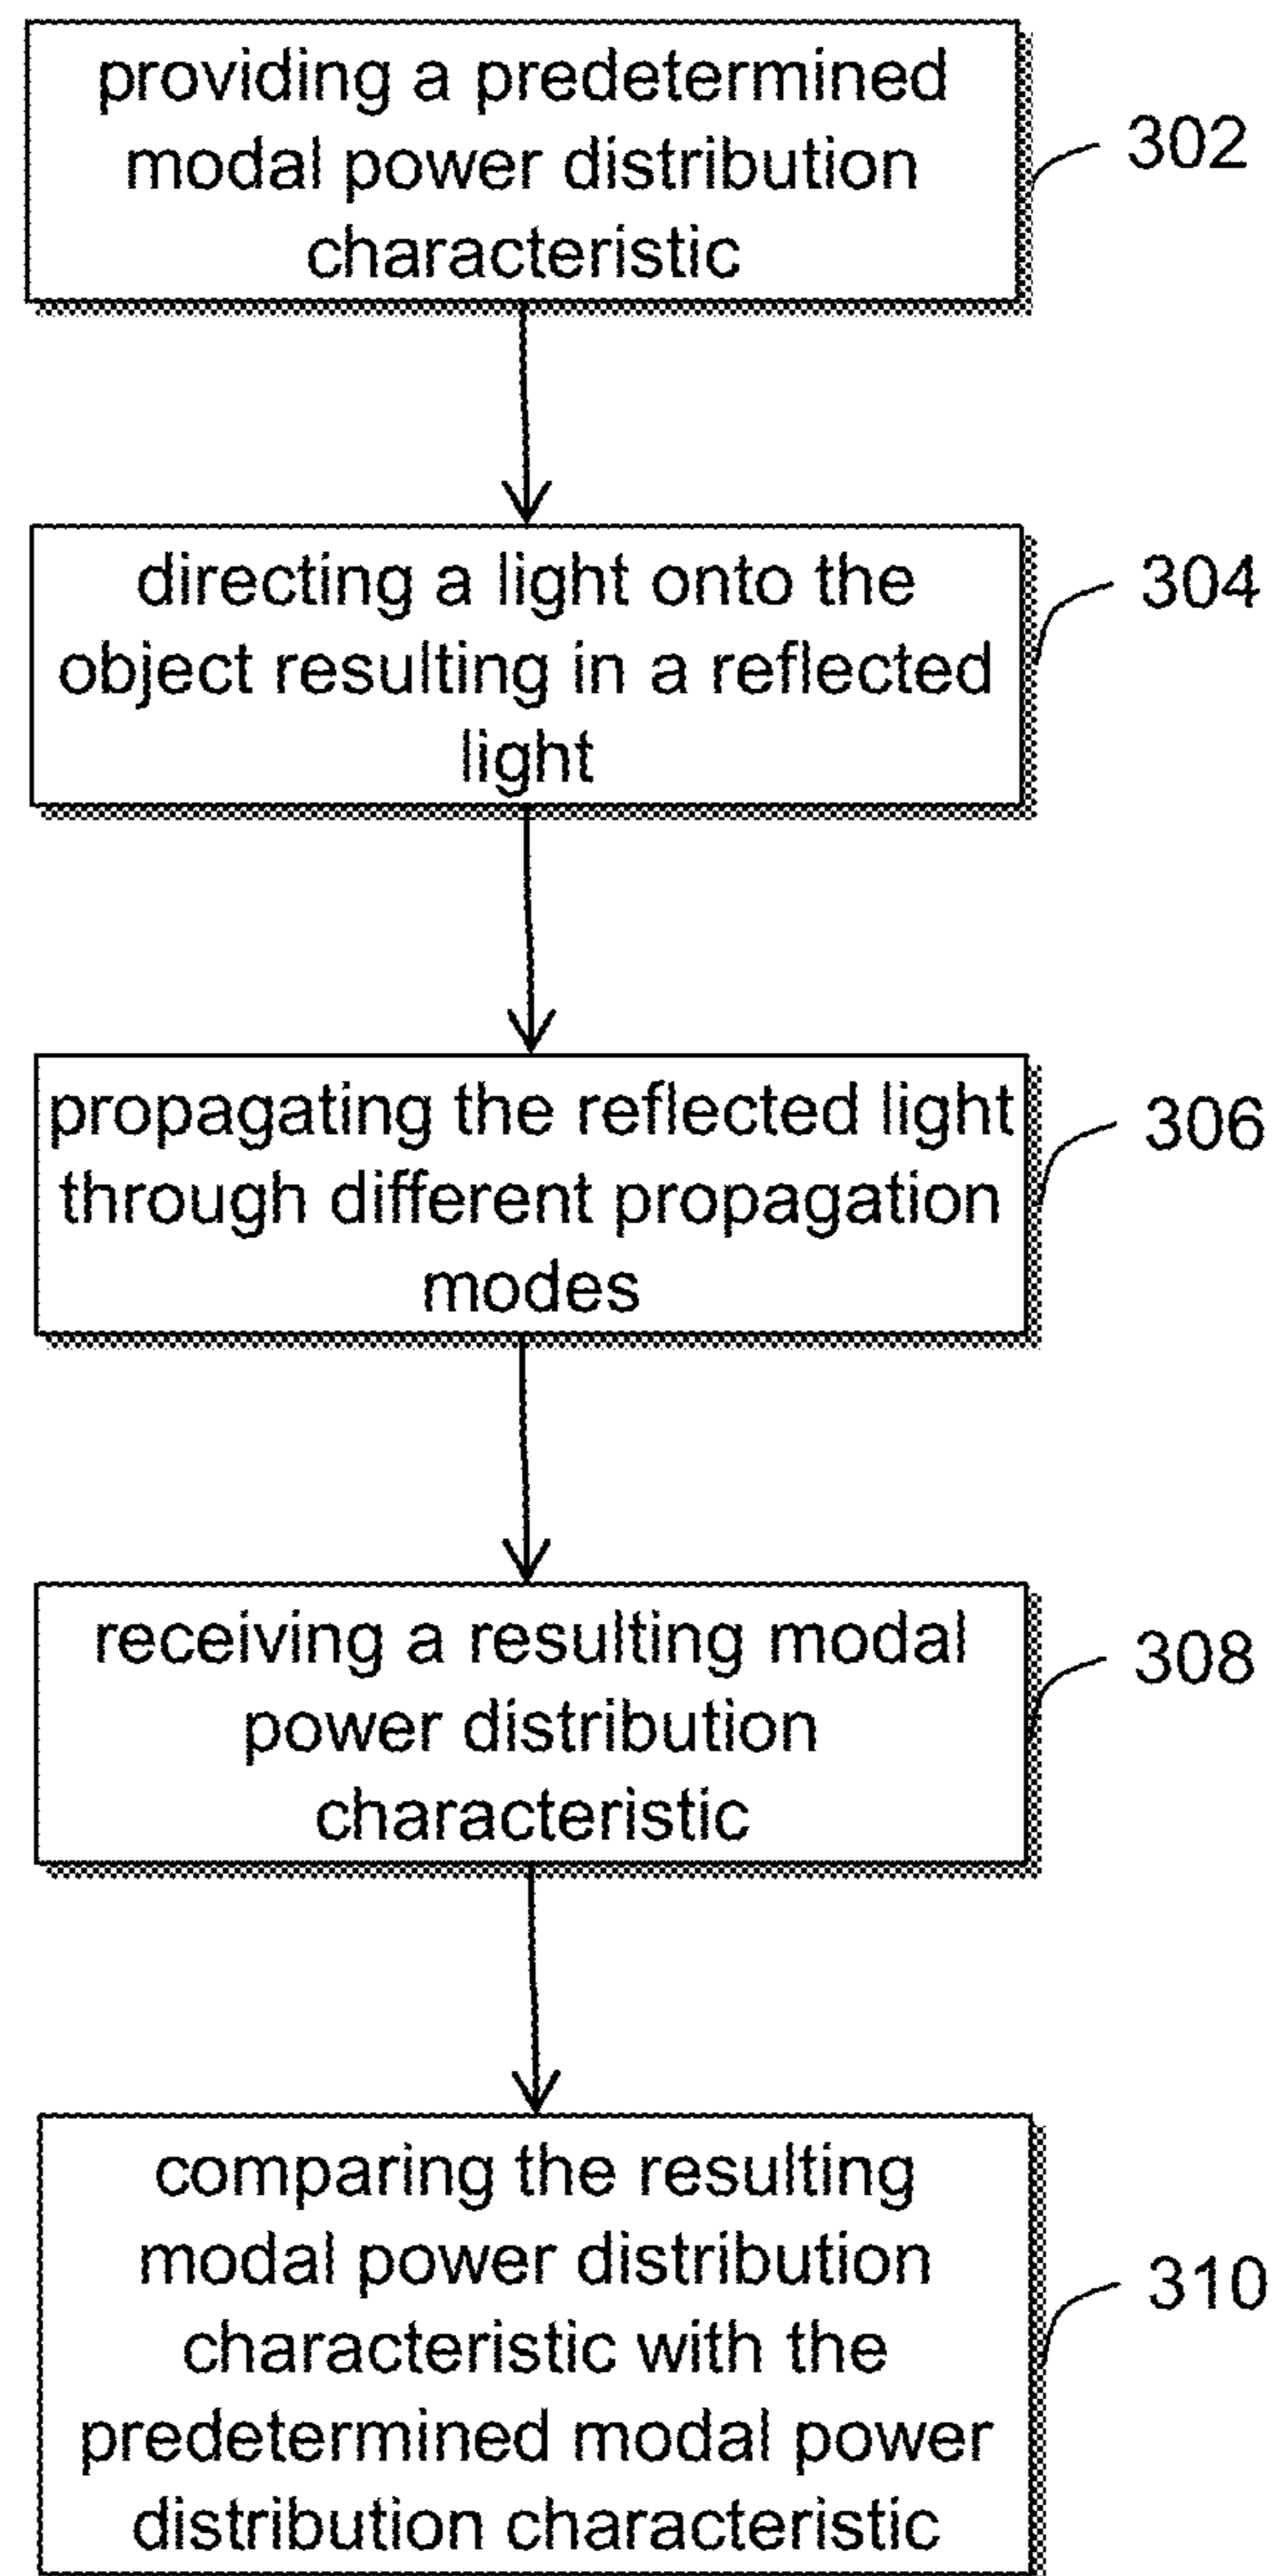 providing a predetermined
modal power distribution
characteristic
302
directing a light onto the
object resulting in a reflected
light
304
propagating the reflected light
through different propagation
modes
306
receiving a resulting modal
power distribution
characteristic
308
comparing the resulting
modal power distribution
characteristic with the
predetermined modal power
distribution characteristic
310